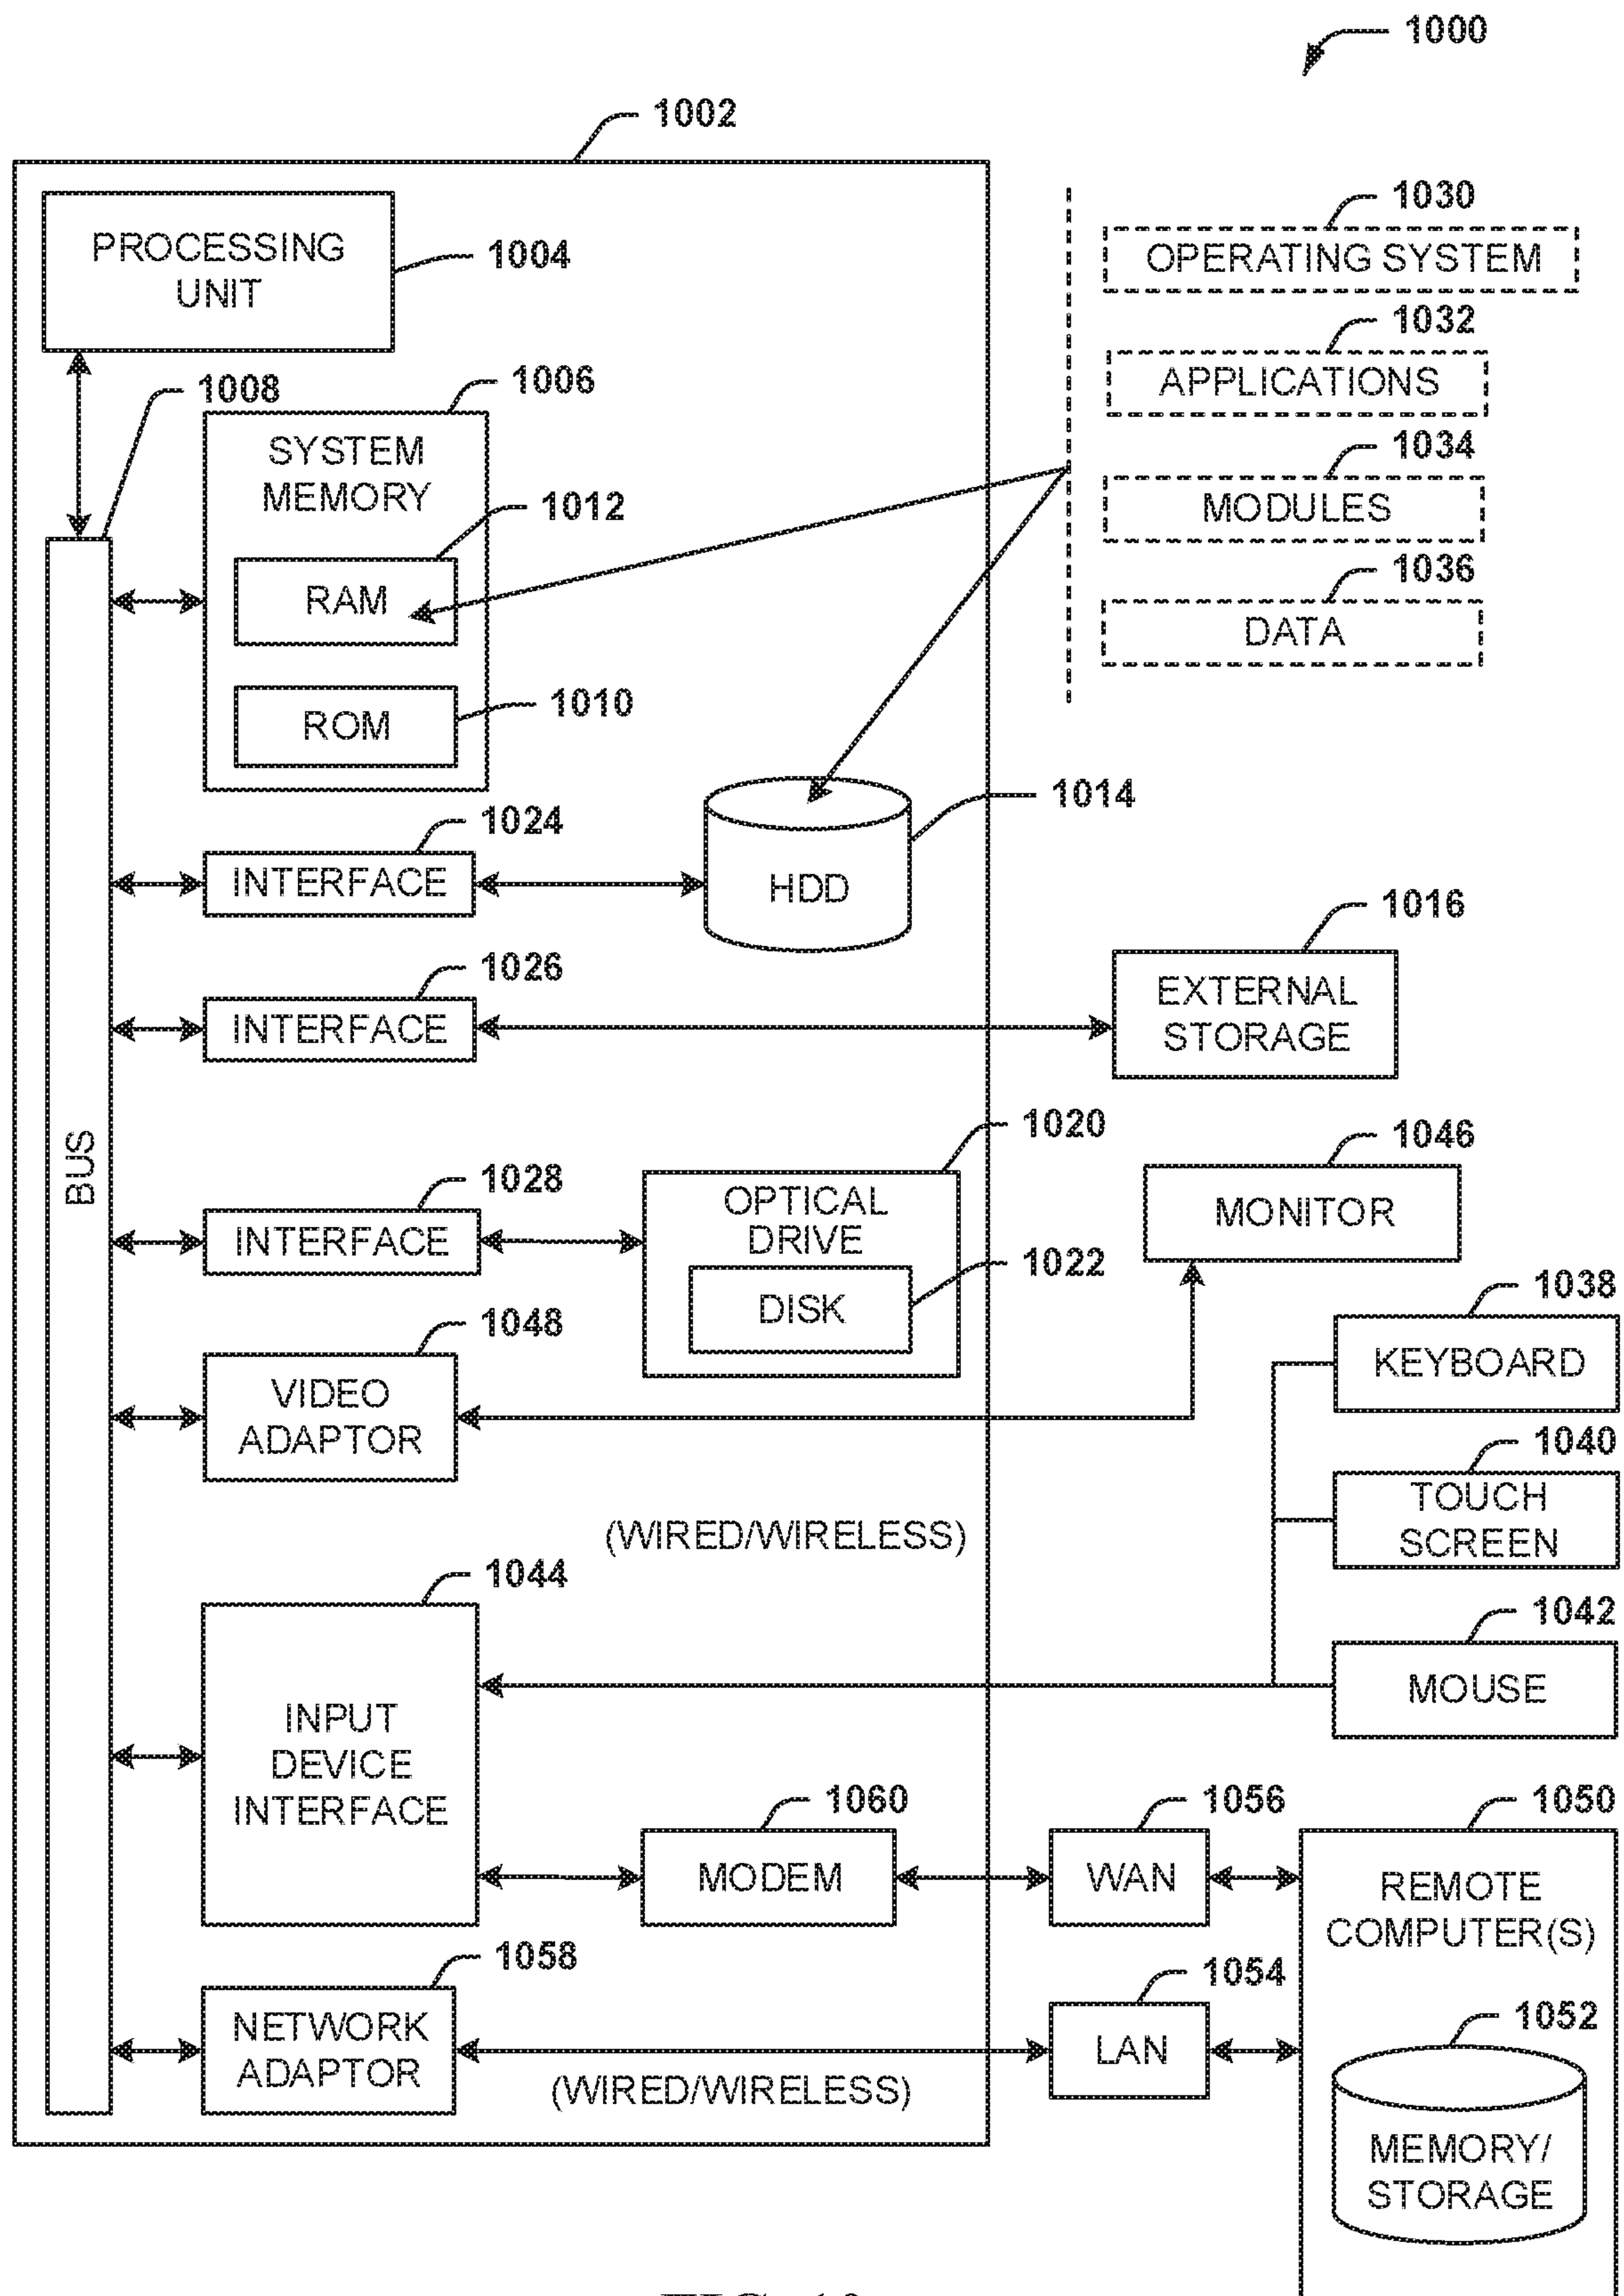 1000
1002
PROCESSING
UNIT
1004
1030
OPERATING SYSTEM
1032
APPLICATIONS
1034
MODULES
1036
DATA
1008
1006
SYSTEM
MEMORY
1012
RAM
1010
ROM
1014
HDD
1024
INTERFACE
1016
EXTERNAL
STORAGE
1026
INTERFACE
BUS
1020
OPTICAL
DRIVE
1022
DISK
1028
INTERFACE
1046
MONITOR
1048
VIDEO
ADAPTOR
1038
KEYBOARD
1040
TOUCH
SCREEN
(WIRED/WIRELESS)
1042
MOUSE
1044
INPUT
DEVICE
INTERFACE
1060
MODEM
1056
WAN
1050
REMOTE
COMPUTER(S)
1058
NETWORK
ADAPTOR
(WIRED/WIRELESS)
1054
LAN
1052
MEMORY/
STORAGE